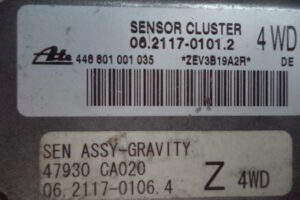 SENSOR CLUSTER
06.2117-0101.2
4 WD
Ate
448 801 001 035
*ZEV3B19A2R*
DE
SEN ASSY-GRAVITY
47930 CA020
06.2117-0106.4
Z 4WD